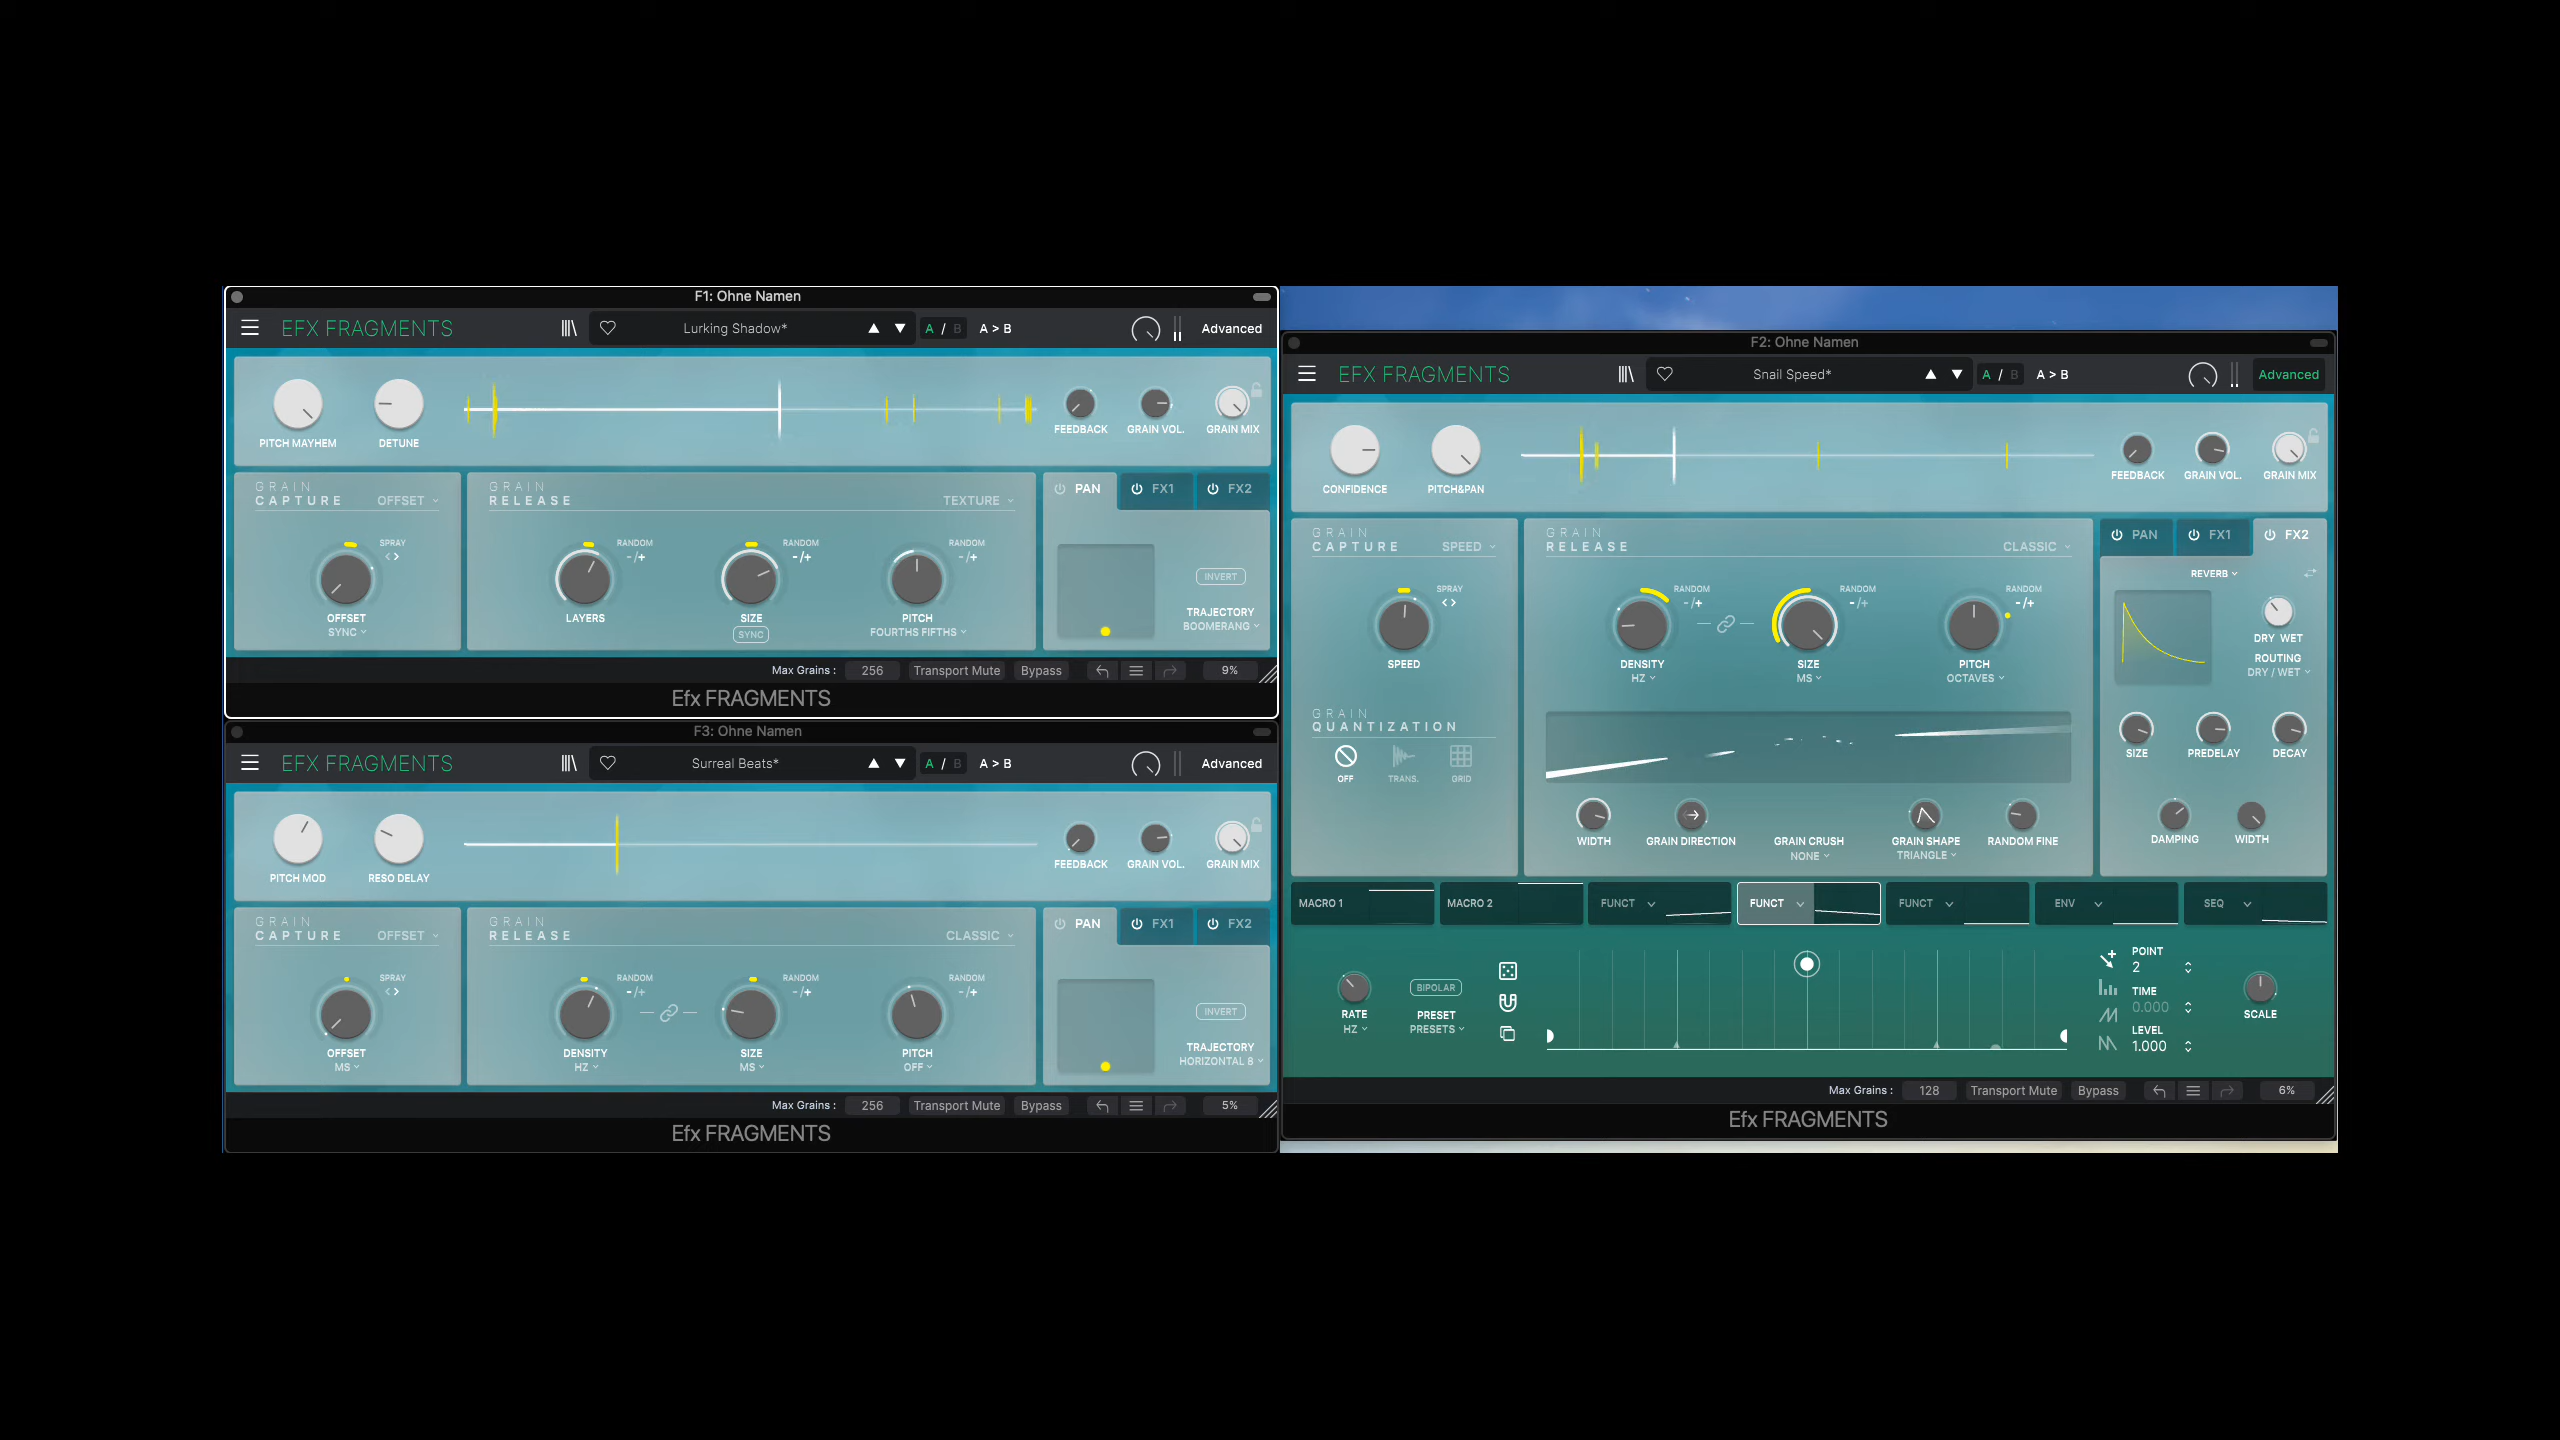 F1: Ohne Namen
EFX FRAGMENTS Lurking Shadow* A / B A > B Advanced
PITCH MAYHEM DETUNE FEEDBACK GRAIN VOL. GRAIN MIX
GRAIN CAPTURE OFFSET
GRAIN RELEASE TEXTURE
PAN FX1 FX2
SPRAY RANDOM RANDOM RANDOM
< > -/+ -/+ -/+
INVERT
OFFSET LAYERS SIZE PITCH TRAJECTORY
SYNC SYNC FOURTHS FIFTHS BOOMERANG
Max Grains : 256 Transport Mute Bypass 9%
Efx FRAGMENTS
F3: Ohne Namen
EFX FRAGMENTS Surreal Beats* A / B A > B Advanced
PITCH MOD RESO DELAY FEEDBACK GRAIN VOL. GRAIN MIX
GRAIN CAPTURE OFFSET
GRAIN RELEASE CLASSIC
PAN FX1 FX2
SPRAY RANDOM RANDOM RANDOM
< > -/+ -/+ -/+
INVERT
OFFSET DENSITY SIZE PITCH TRAJECTORY
MS HZ MS OFF HORIZONTAL 8
Max Grains : 256 Transport Mute Bypass 5%
Efx FRAGMENTS
F2: Ohne Namen
EFX FRAGMENTS Snail Speed* A / B A > B Advanced
CONFIDENCE PITCH&PAN FEEDBACK GRAIN VOL. GRAIN MIX
GRAIN CAPTURE SPEED
GRAIN RELEASE CLASSIC
PAN FX1 FX2
REVERB
SPRAY RANDOM RANDOM RANDOM
< > -/+ -/+ -/+
DRY WET
SPEED DENSITY SIZE PITCH ROUTING
HZ MS OCTAVES DRY / WET
GRAIN QUANTIZATION
OFF TRANS. GRID
SIZE PREDELAY DECAY
WIDTH GRAIN DIRECTION GRAIN CRUSH GRAIN SHAPE RANDOM FINE
NONE TRIANGLE
DAMPING WIDTH
MACRO 1 MACRO 2 FUNCT FUNCT FUNCT ENV SEQ
POINT
2
BIPOLAR
TIME
0.000
RATE PRESET SCALE
HZ PRESETS
LEVEL
1.000
Max Grains : 128 Transport Mute Bypass 6%
Efx FRAGMENTS